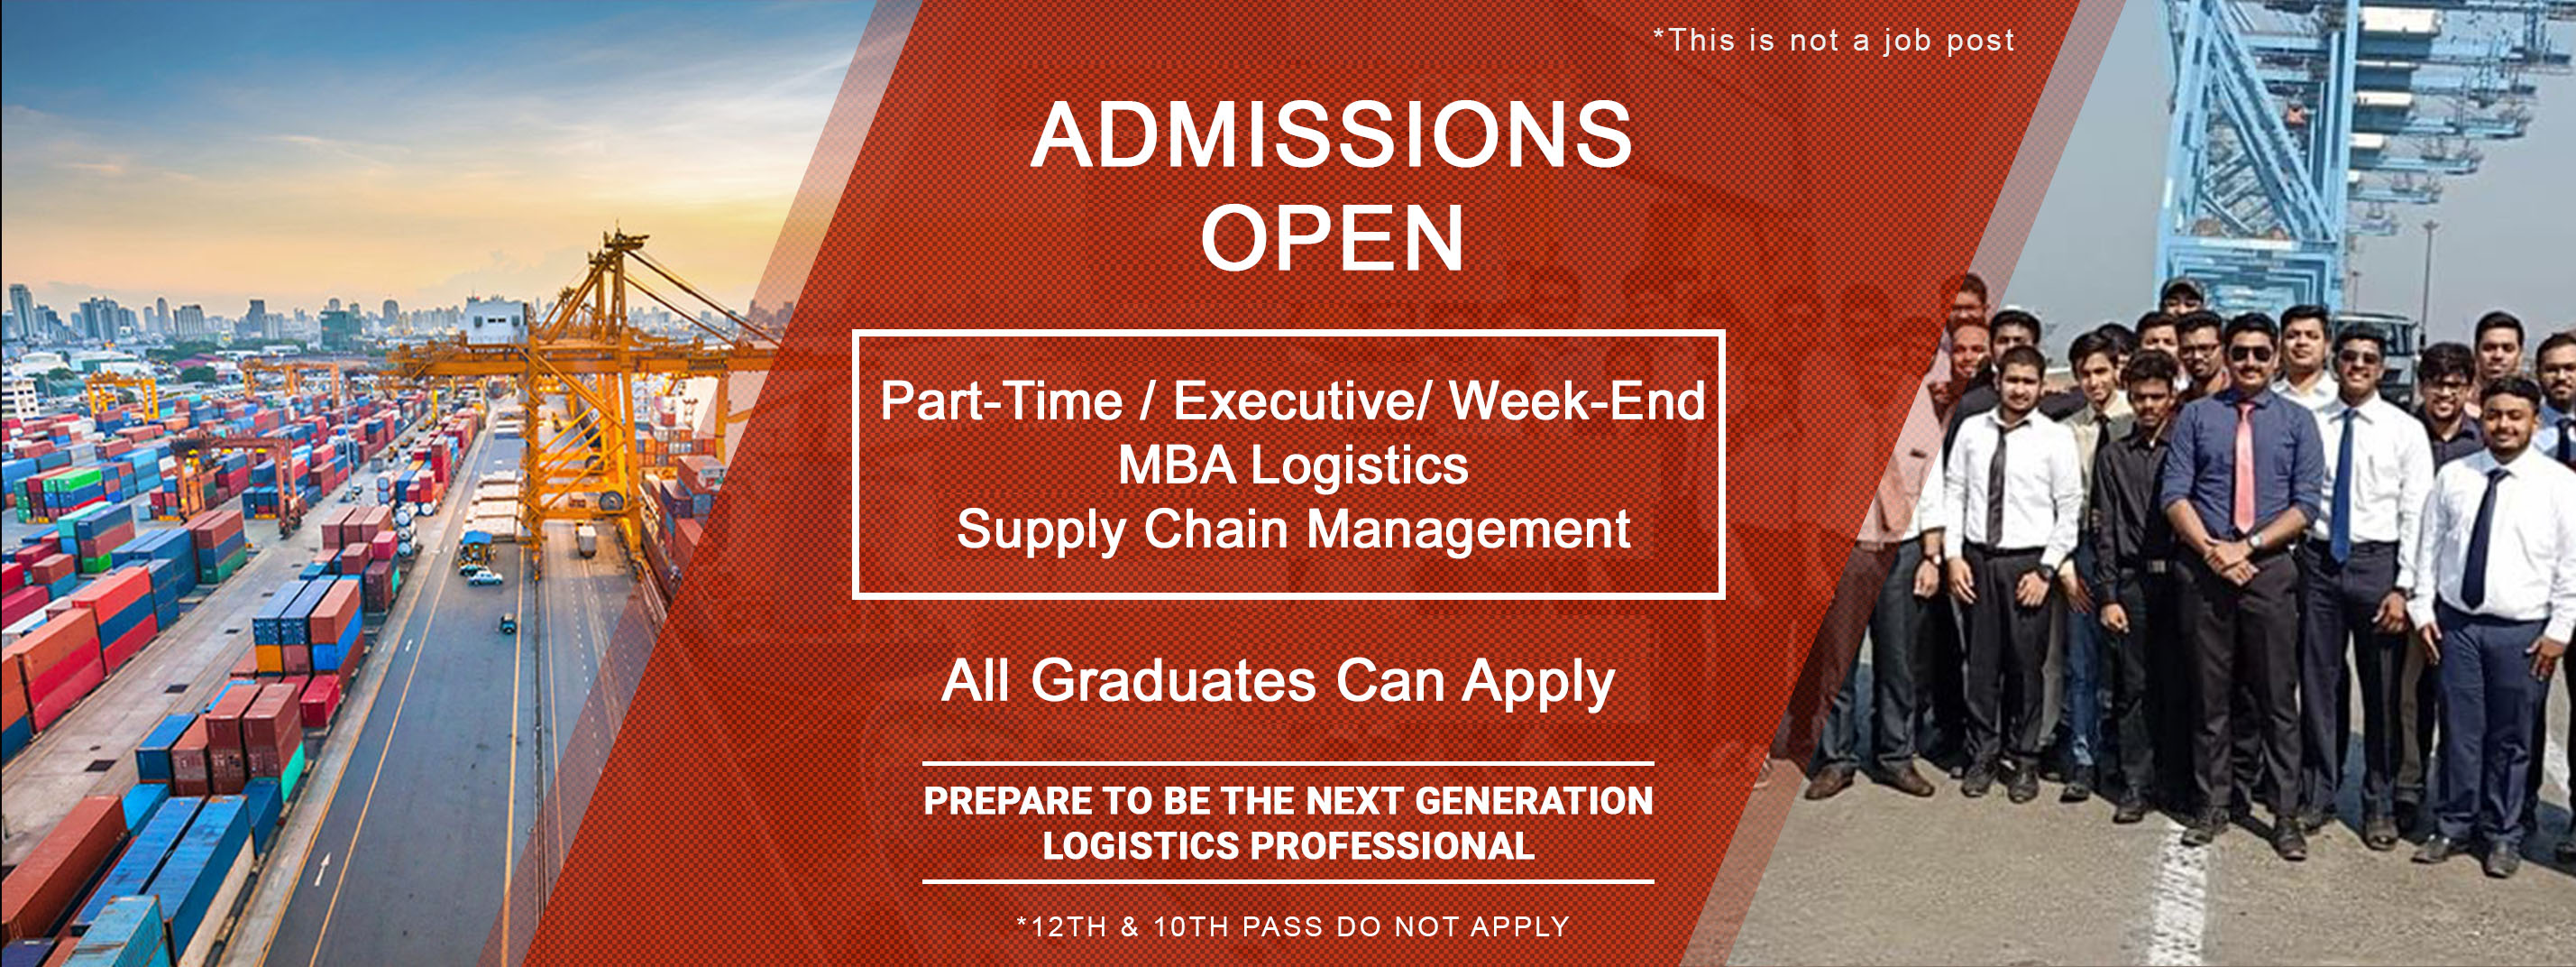 *This is not a job post
ADMISSIONS
OPEN
Part-Time / Executive/ Week-End
MBA Logistics
Supply Chain Management
All Graduates Can Apply
PREPARE TO BE THE NEXT GENERATION
LOGISTICS PROFESSIONAL
*12TH & 10TH PASS DO NOT APPLY